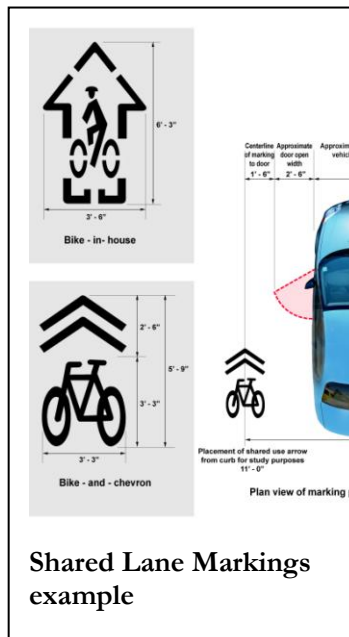 6' - 3"
3' - 6"
Bike - in- house
2' - 6"
5' - 9"
3' - 3"
3' - 3"
Bike - and - chevron
Centerline of marking to door
1' - 6"
Approximate door open width
2' - 6"
Placement of shared use arrow
from curb for study purposes
11' - 0"
Plan view of marking
Shared Lane Markings
example